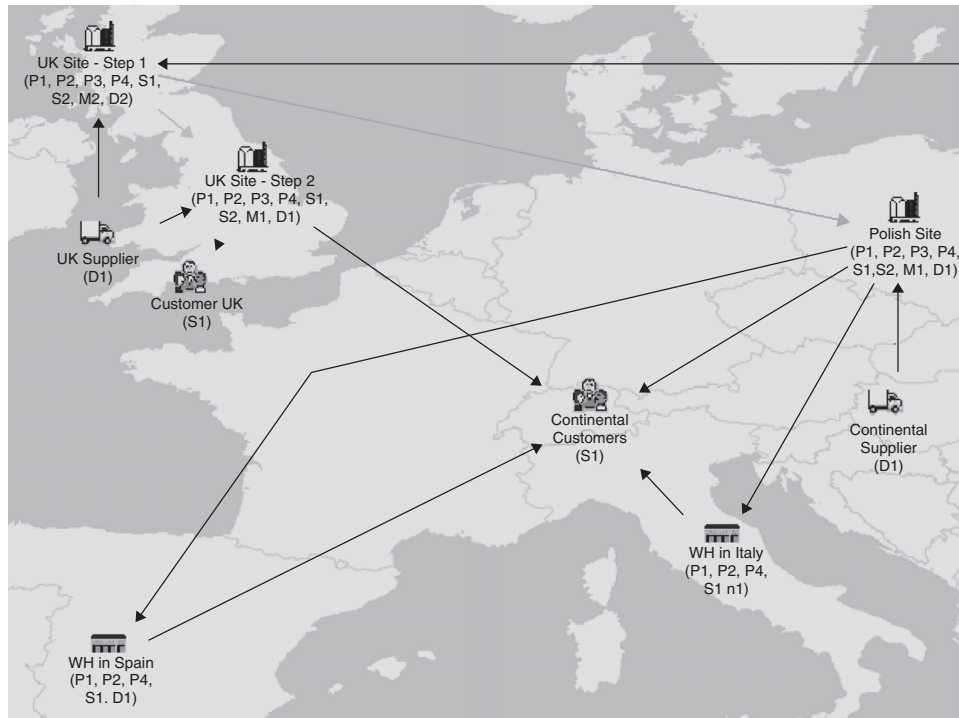 UK Site - Step 1
(P1, P2, P3, P4, S1,
S2, M2, D2)
UK Site - Step 2
(P1, P2, P3, P4, S1,
S2, M1, D1)
UK Supplier
(D1)
Customer UK
(S1)
Polish Site
(P1, P2, P3, P4,
S1,S2, M1, D1)
Continental
Customers
(S1)
Continental
Supplier
(D1)
WH in Italy
(P1, P2, P4,
S1 n1)
WH in Spain
(P1, P2, P4,
S1. D1)